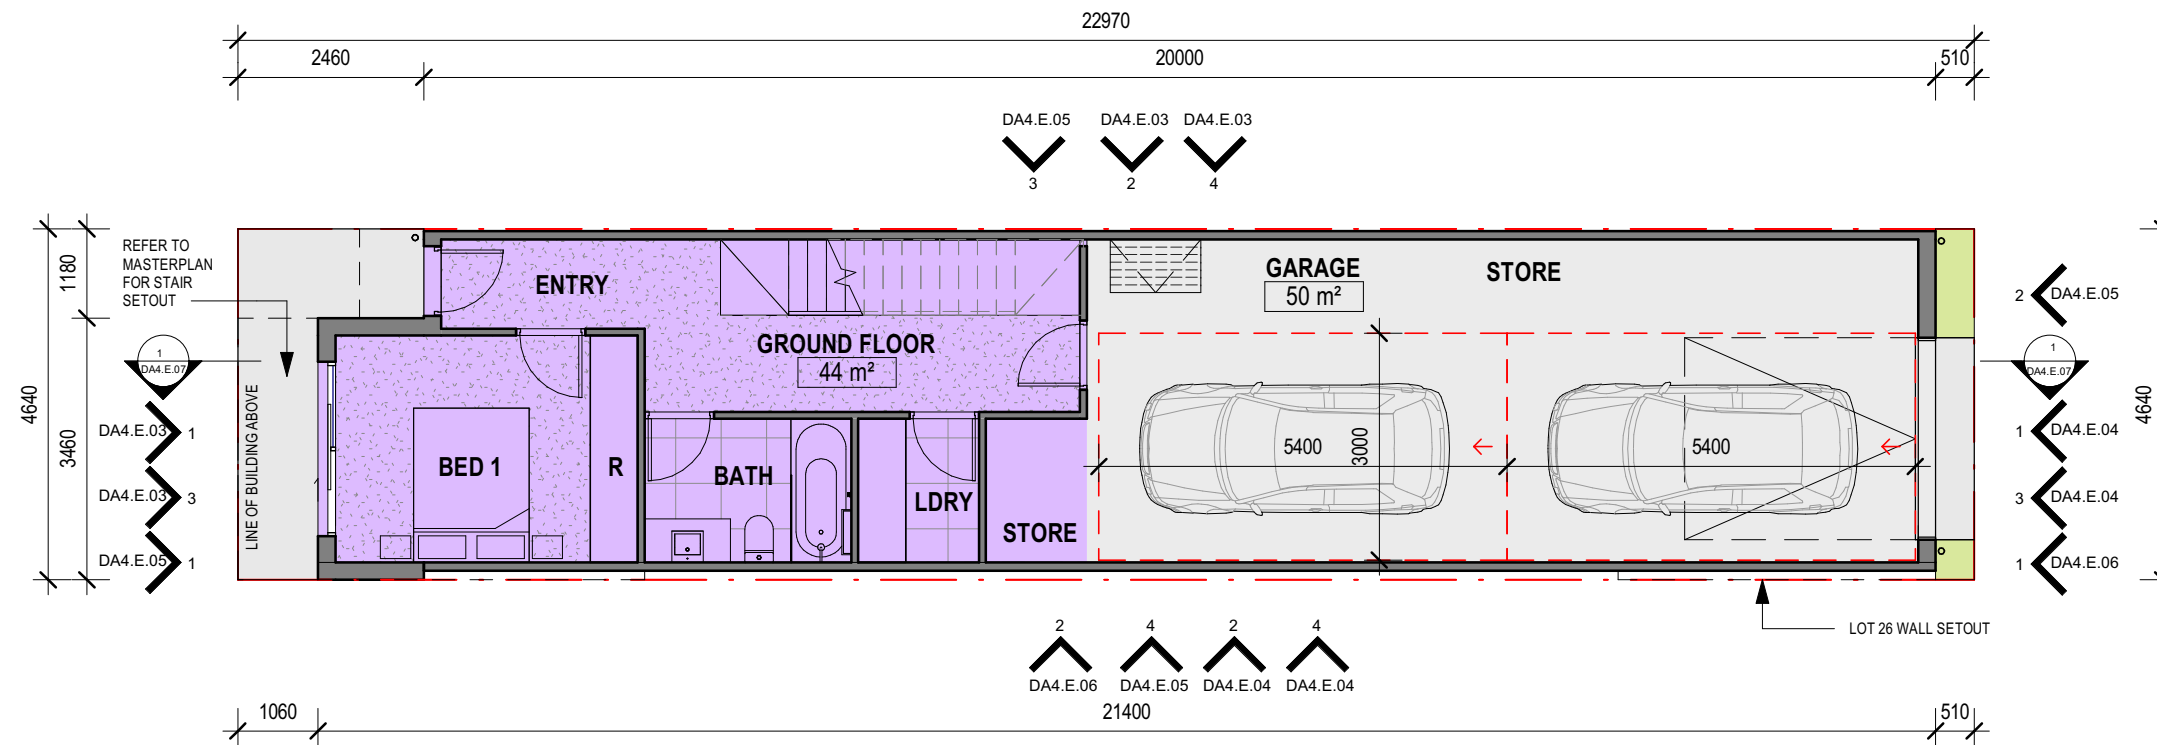 22970
2460
20000
510
DA4.E.05
DA4.E.03
DA4.E.03
3
2
4
REFER TO
MASTERPLAN
FOR STAIR
SETOUT
1180
3460
4640
1
DA4.E.07
DA4.E.03
1
DA4.E.03
3
DA4.E.05
1
LINE OF BUILDING ABOVE
ENTRY
GROUND FLOOR
44 m²
BED 1
R
BATH
LDRY
STORE
GARAGE
50 m²
STORE
5400
3000
5400
2
DA4.E.05
1
DA4.E.07
1
DA4.E.04
3
DA4.E.04
1
DA4.E.06
4640
LOT 26 WALL SETOUT
2
4
2
4
DA4.E.06
DA4.E.05
DA4.E.04
DA4.E.04
1060
21400
510